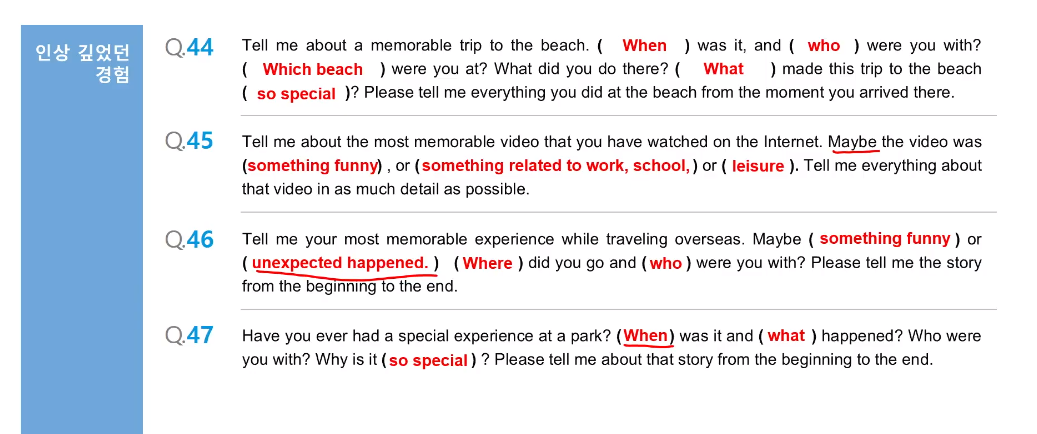 인상 깊었던
경험
Q.44
Tell me about a memorable trip to the beach. ( When ) was it, and ( who ) were you with?
( Which beach ) were you at? What did you do there? ( What ) made this trip to the beach
( so special )? Please tell me everything you did at the beach from the moment you arrived there.
Q.45
Tell me about the most memorable video that you have watched on the Internet. Maybe the video was
(something funny) , or (something related to work, school, ) or ( leisure ). Tell me everything about
that video in as much detail as possible.
Q.46
Tell me your most memorable experience while traveling overseas. Maybe ( something funny ) or
( unexpected happened. ) ( Where ) did you go and ( who ) were you with? Please tell me the story
from the beginning to the end.
Q.47
Have you ever had a special experience at a park? (When) was it and ( what ) happened? Who were
you with? Why is it ( so special ) ? Please tell me about that story from the beginning to the end.